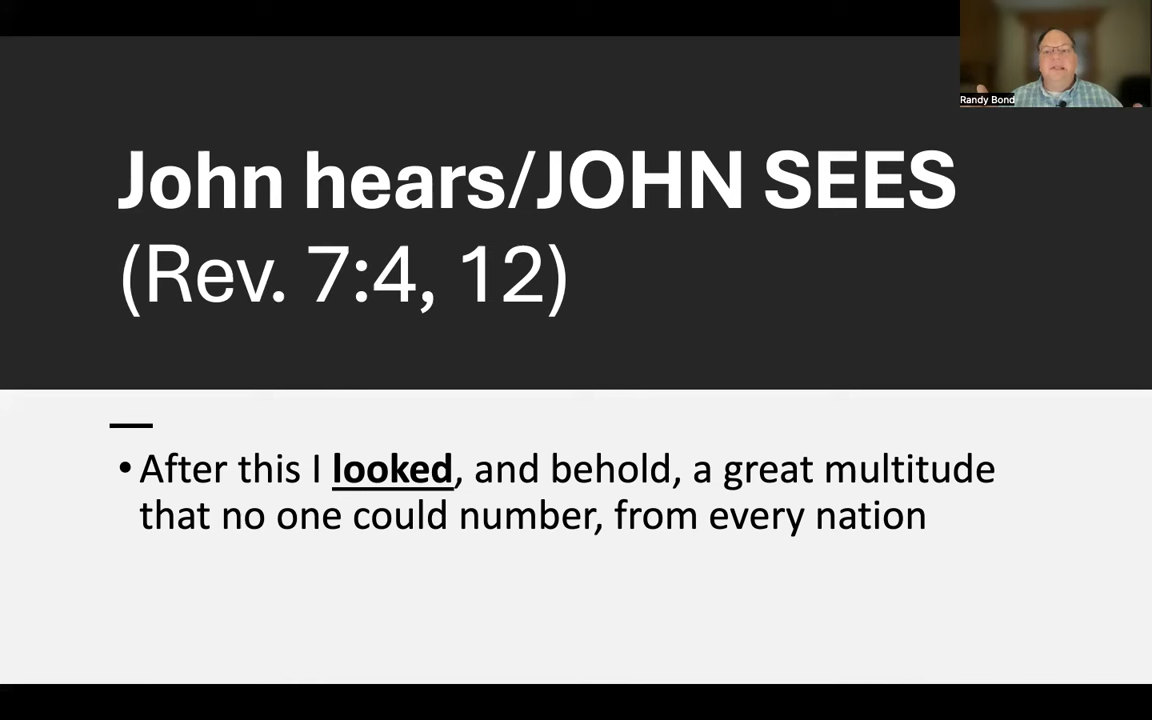 Randy Bond
John hears/JOHN SEES
(Rev. 7:4, 12)
• After this I looked, and behold, a great multitude
that no one could number, from every nation